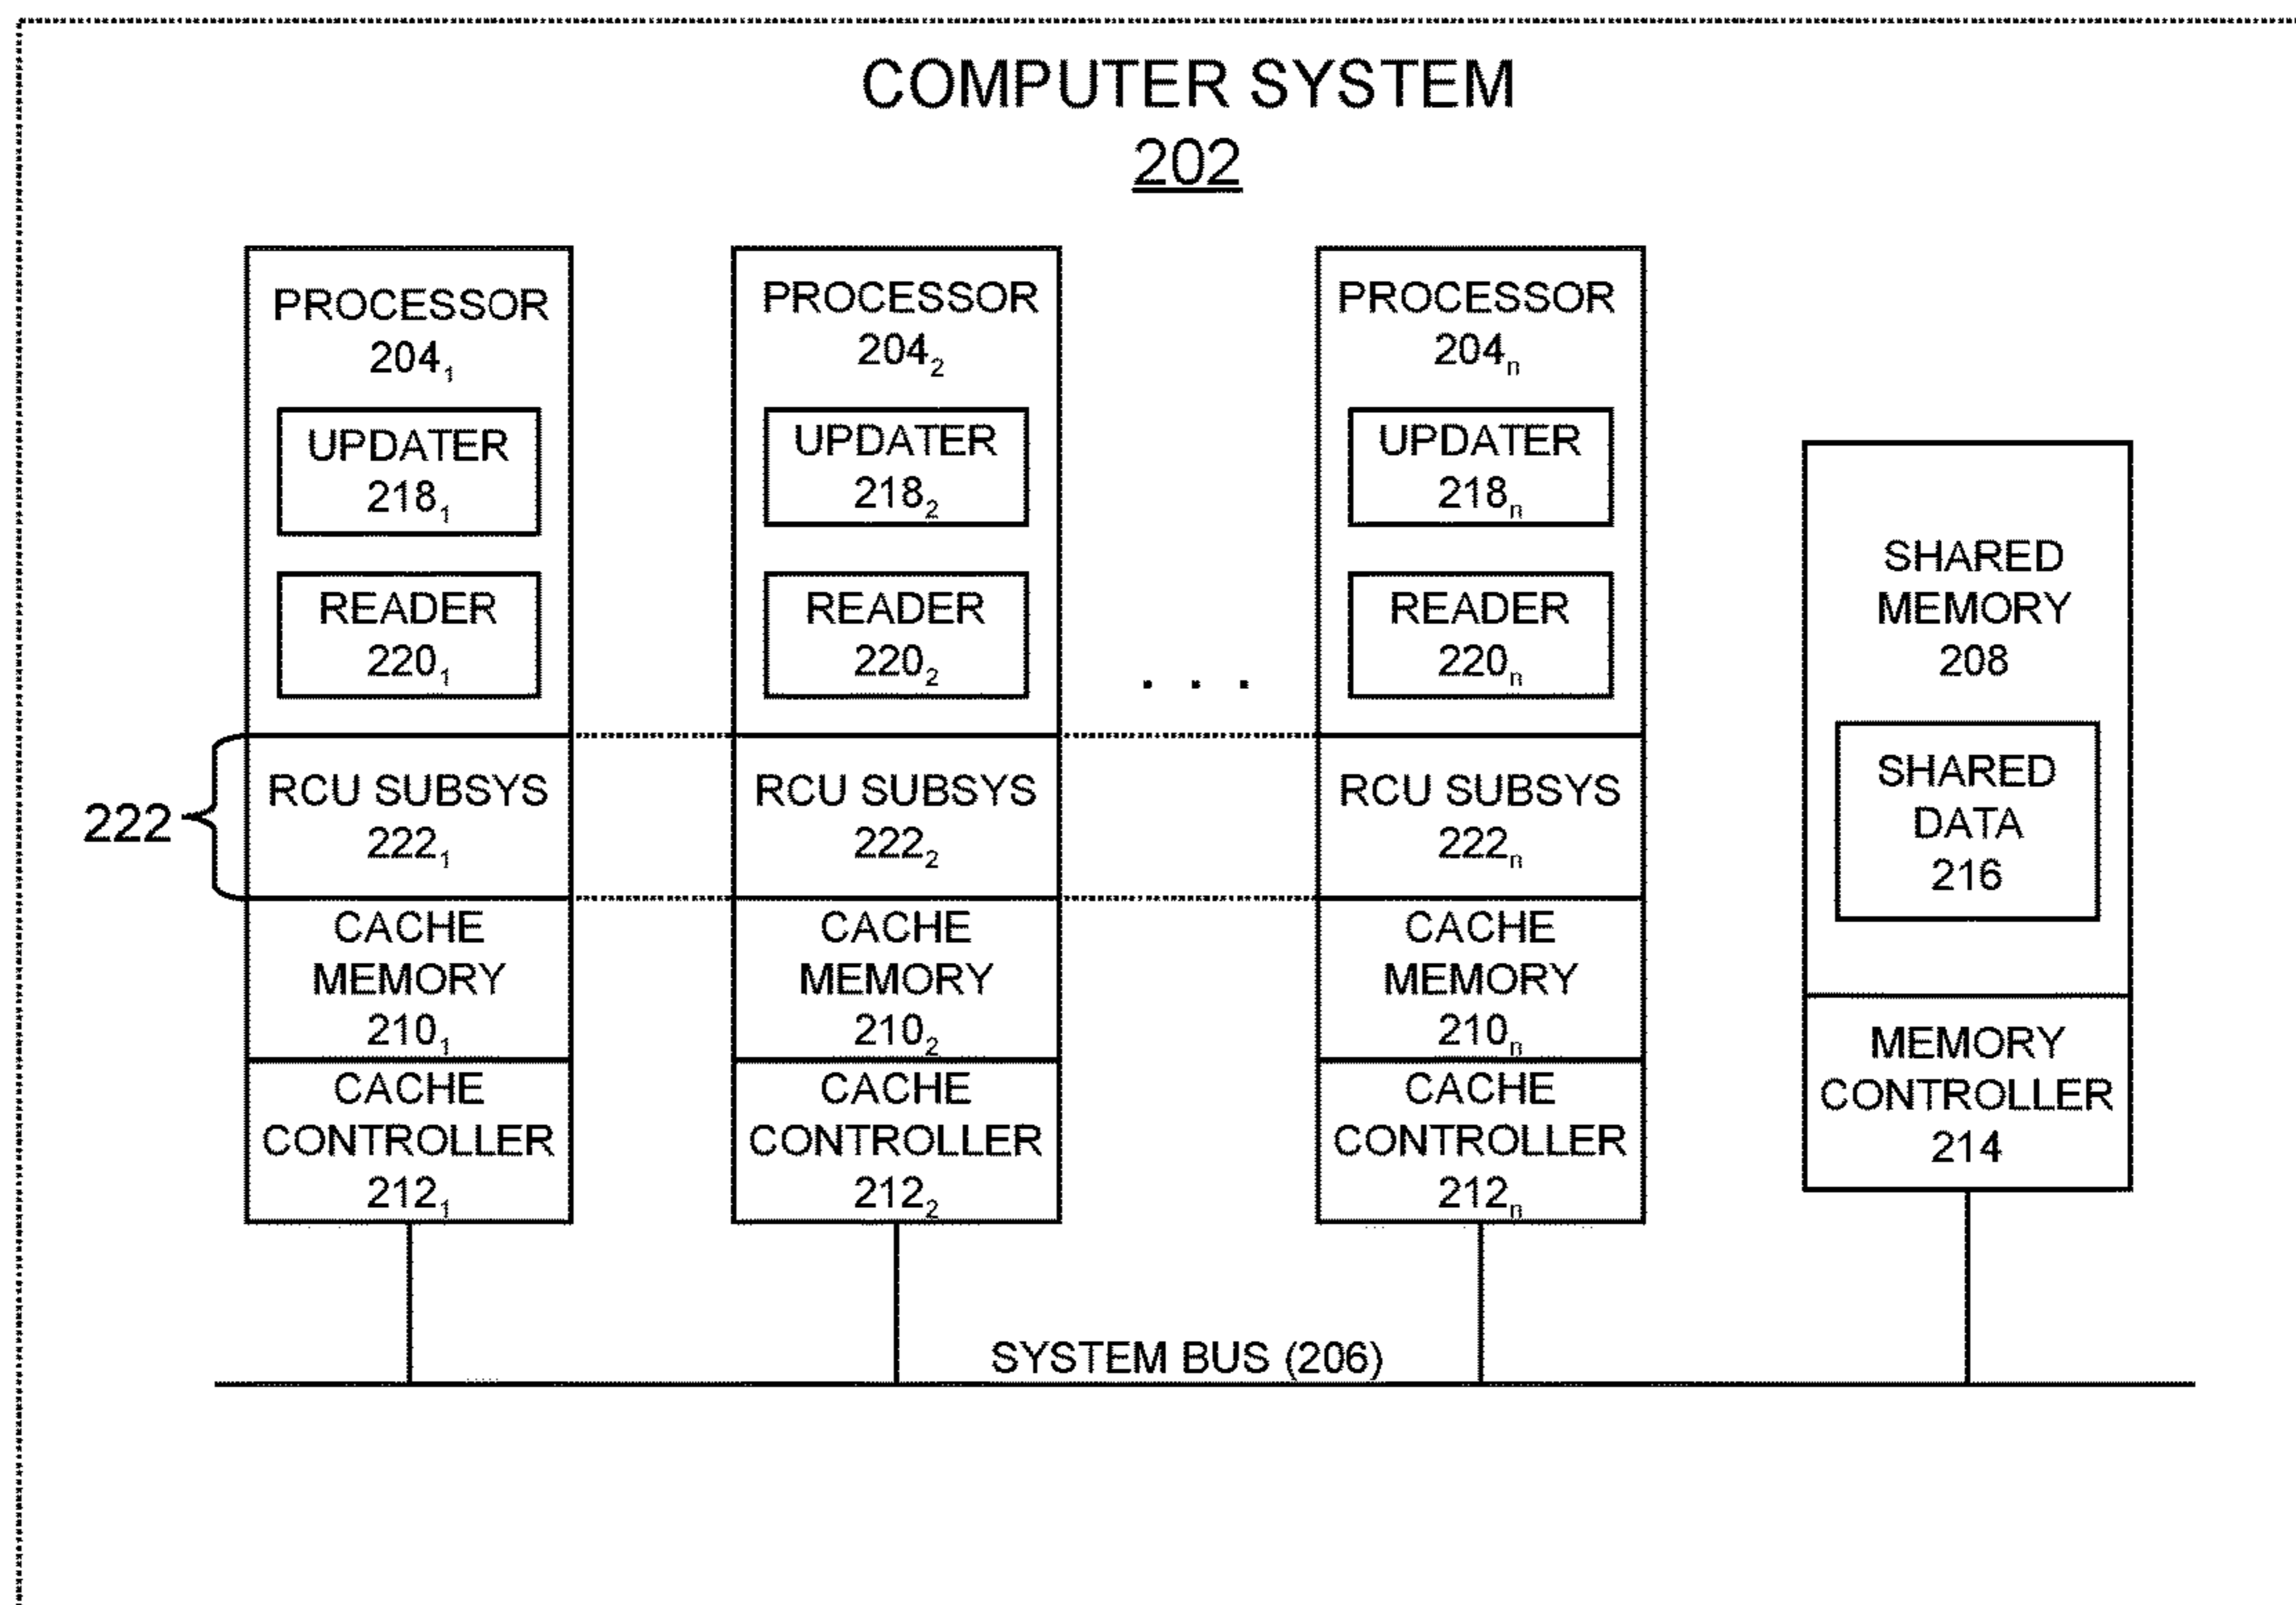 COMPUTER SYSTEM
202
PROCESSOR
204₁
UPDATER
218₁
READER
220₁
RCU SUBSYS
222₁
CACHE
MEMORY
210₁
CACHE
CONTROLLER
212₁
222
PROCESSOR
204₂
UPDATER
218₂
READER
220₂
RCU SUBSYS
222₂
CACHE
MEMORY
210₂
CACHE
CONTROLLER
212₂
. . .
PROCESSOR
204ₙ
UPDATER
218ₙ
READER
220ₙ
RCU SUBSYS
222ₙ
CACHE
MEMORY
210ₙ
CACHE
CONTROLLER
212ₙ
SHARED
MEMORY
208
SHARED
DATA
216
MEMORY
CONTROLLER
214
SYSTEM BUS (206)